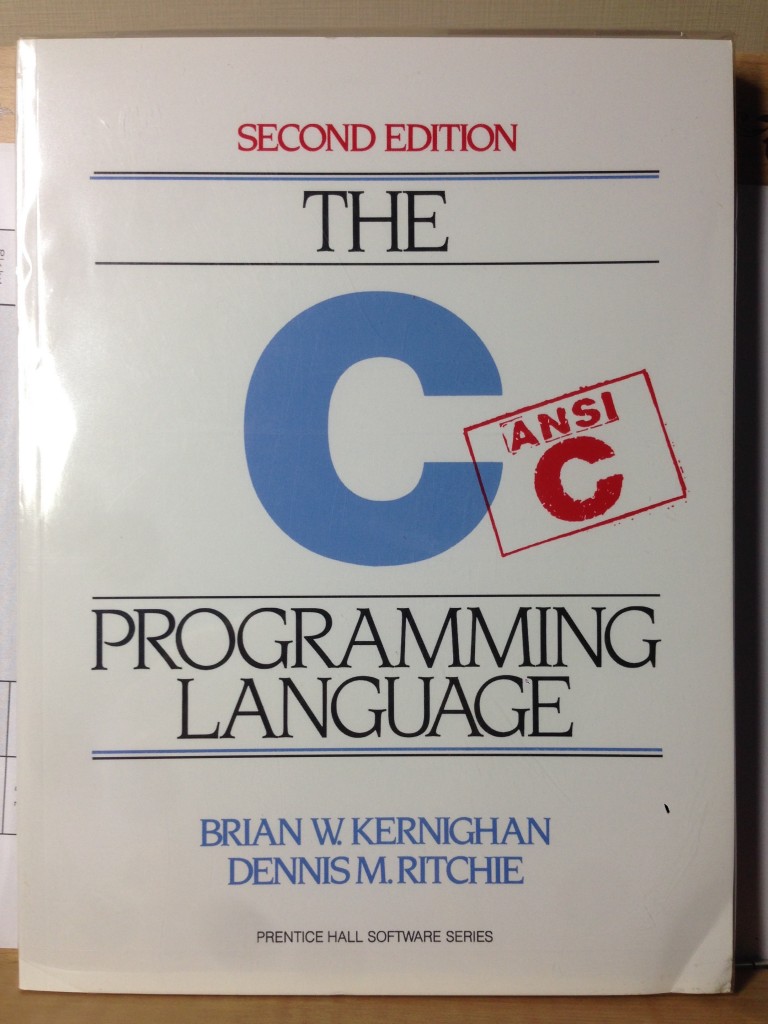 SECOND EDITION
THE
C
ANSI
C
PROGRAMMING
LANGUAGE
BRIAN W. KERNIGHAN
DENNIS M. RITCHIE
PRENTICE HALL SOFTWARE SERIES